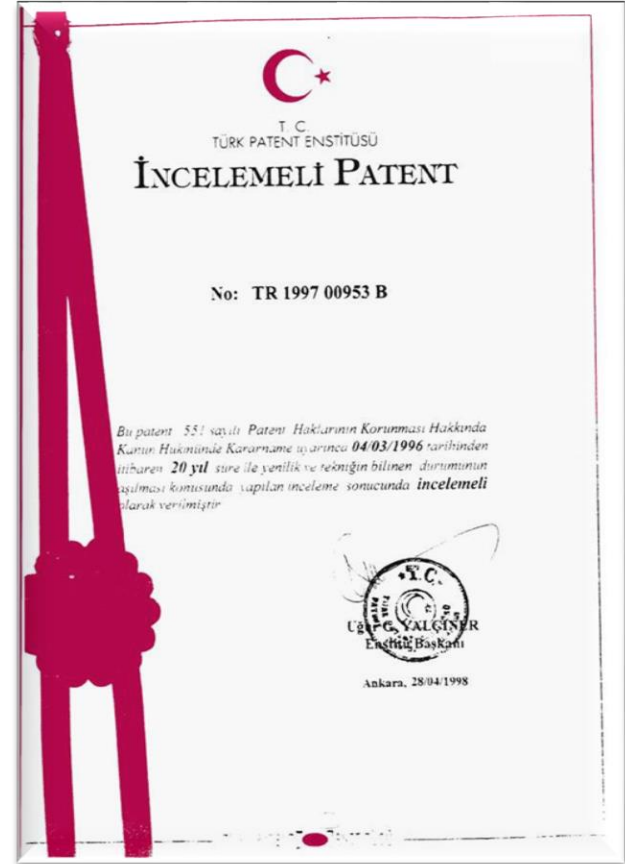 T. C.
TÜRK PATENT ENSTİTÜSÜ
İNCELEMELİ PATENT
No: TR 1997 00953 B
Bu patent 551 sayılı Patent Haklarının Korunması Hakkında
Kanun Hükmünde Kararname uyarınca 04/03/1996 tarihinden
itibaren 20 yıl süre ile yenilik ve tekniğin bilinen durumunun
aşılması konusunda yapılan inceleme sonucunda incelemeli
olarak verilmiştir
T.C.
Uğur G. YALÇINER
Enstitü Başkanı
Ankara, 28/04/1998